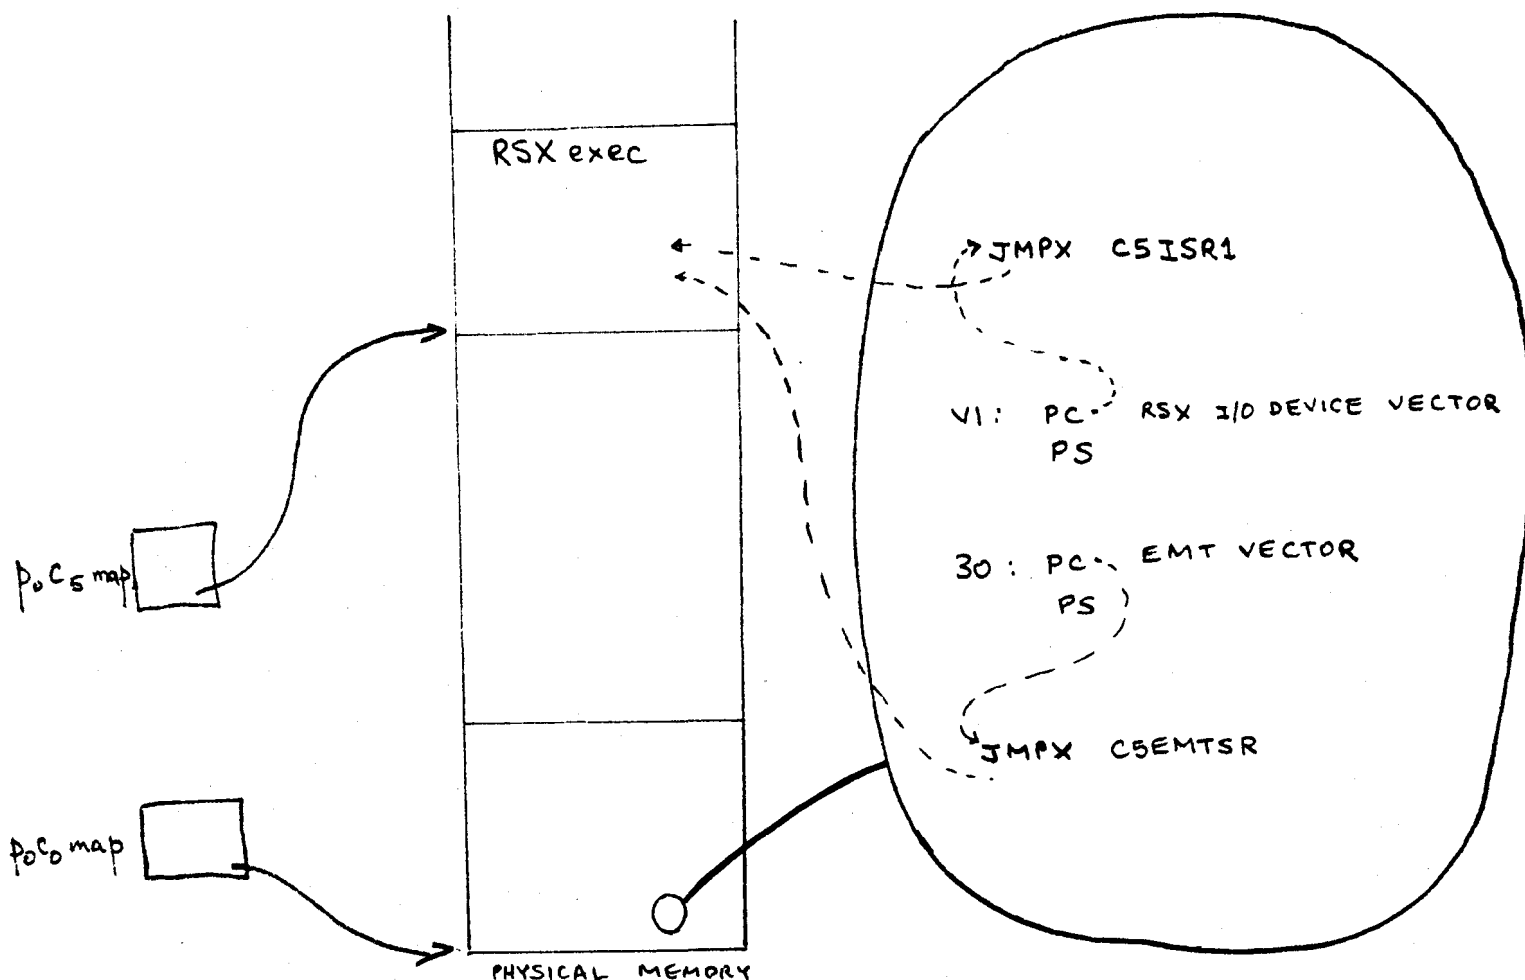 RSX exec
JMPX C5ISR1
V1: PC RSX I/O DEVICE VECTOR
PS
P0C5 map
30: PC EMT VECTOR
PS
JMPX C5EMTSR
P0C0 map
PHYSICAL MEMORY